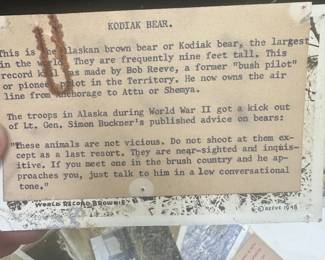 KODIAK BEAR.
This is the Alaskan brown bear or Kodiak bear, the largest
in the world. They are frequently nine feet tall. This
record kill was made by Bob Reeve, a former "bush pilot"
or pioneer pilot in the Territory. He now owns the air
line from Anchorage to Attu or Shemya.
The troops in Alaska during World War II got a kick out
of Lt. Gen. Simon Buckner's published advice on bears:
"These animals are not vicious. Do not shoot at them ex-
cept as a last resort. They are near-sighted and inquis-
itive. If you meet one in the brush country and he ap-
proaches you, just talk to him in a low conversational
tone."
WORLD RECORD BROWNIE
© REEVE 1948